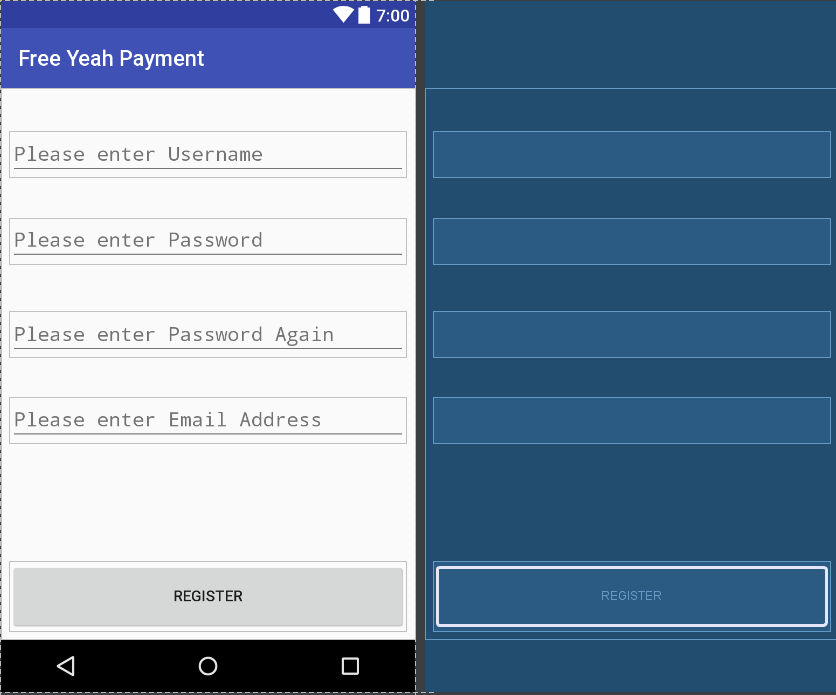 7:00
Free Yeah Payment
Please enter Username
Please enter Password
Please enter Password Again
Please enter Email Address
REGISTER
REGISTER